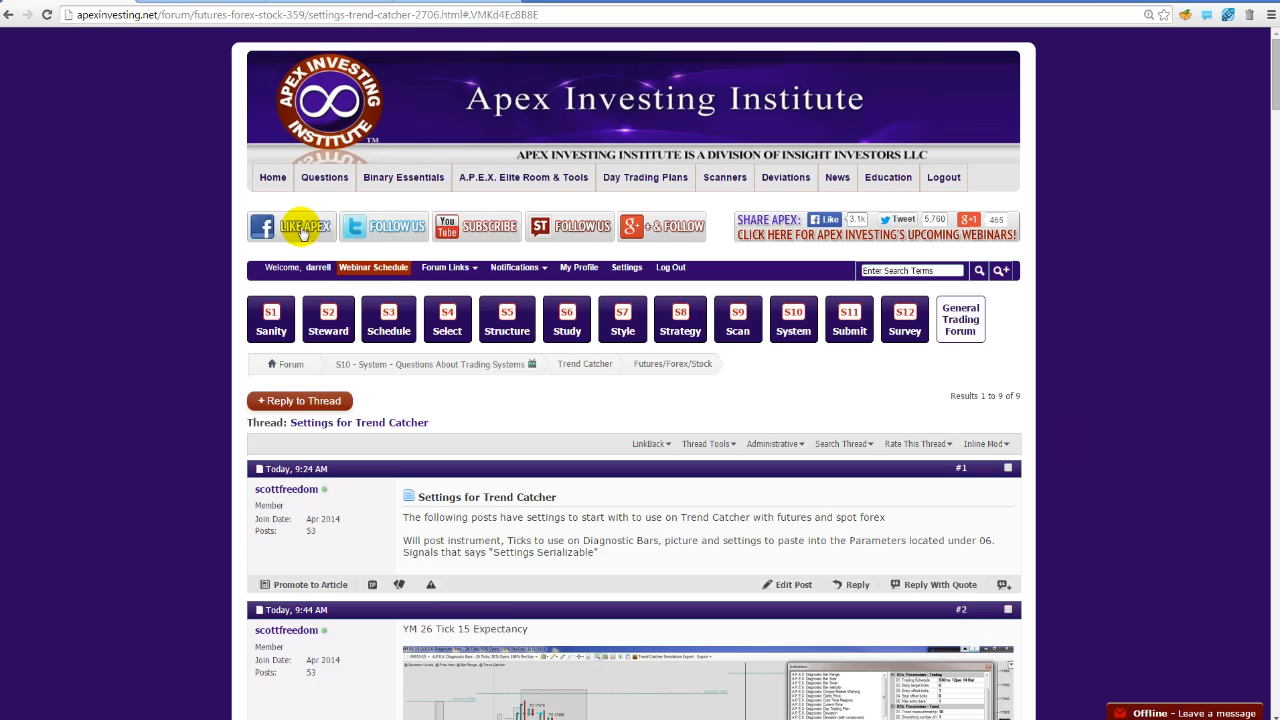 apexinvesting.net/forum/futures-forex-stock-359/settings-trend-catcher-2706.html#.VMKd4Ec8B8E
APEX INVESTING INSTITUTE
TM
Apex Investing Institute
APEX INVESTING INSTITUTE IS A DIVISION OF INSIGHT INVESTORS LLC
Home Questions Binary Essentials A.P.E.X. Elite Room & Tools Day Trading Plans Scanners Deviations News Education Logout
LIKE APEX FOLLOW US You Tube SUBSCRIBE ST FOLLOW US g+ + & FOLLOW
SHARE APEX: Like 3.1k Tweet 5,760 g+1 465
CLICK HERE FOR APEX INVESTING'S UPCOMING WEBINARS!
Welcome, darrell Webinar Schedule Forum Links Notifications My Profile Settings Log Out Enter Search Terms
S1 Sanity
S2 Steward
S3 Schedule
S4 Select
S5 Structure
S6 Study
S7 Style
S8 Strategy
S9 Scan
S10 System
S11 Submit
S12 Survey
General
Trading
Forum
Forum S10 - System - Questions About Trading Systems Trend Catcher Futures/Forex/Stock
+ Reply to Thread
Results 1 to 9 of 9
Thread: Settings for Trend Catcher
LinkBack Thread Tools Administrative Search Thread Rate This Thread Inline Mod
Today, 9:24 AM #1
scottfreedom
Member
Join Date: Apr 2014
Posts: 53
Settings for Trend Catcher
The following posts have settings to start with to use on Trend Catcher with futures and spot forex
Will post instrument, Ticks to use on Diagnostic Bars, picture and settings to paste into the Parameters located under 06.
Signals that says "Settings Serializable"
Promote to Article Edit Post Reply Reply With Quote
Today, 9:44 AM #2
scottfreedom
Member
Join Date: Apr 2014
Posts: 53
YM 26 Tick 15 Expectancy
Offline - Leave a message